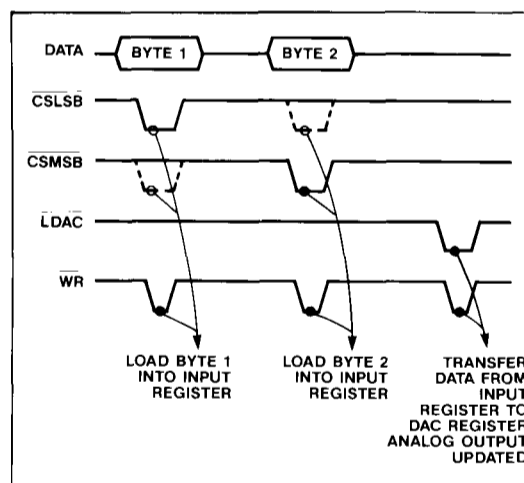 DATA
BYTE 1
BYTE 2
CSLSB
CSMSB
LDAC
WR
LOAD BYTE 1
INTO INPUT
REGISTER
LOAD BYTE 2
INTO INPUT
REGISTER
TRANSFER
DATA FROM
INPUT
REGISTER TO
DAC REGISTER
ANALOG OUTPUT
UPDATED